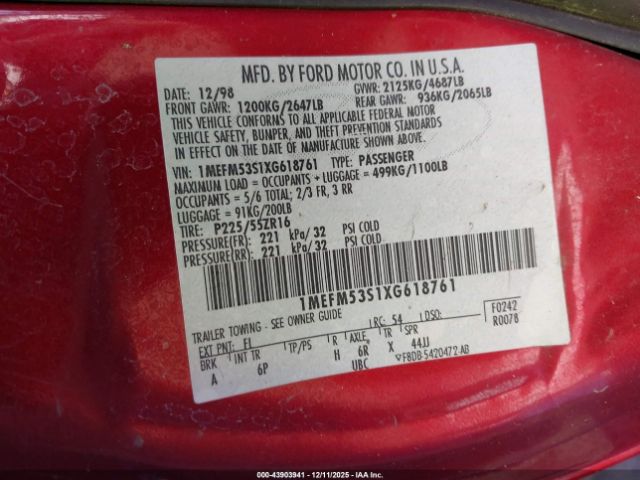 MFD. BY FORD MOTOR CO. IN U.S.A.
DATE: 12/98 GVWR: 2125KG/4687LB
FRONT GAWR: 1200KG/2647LB REAR GAWR: 936KG/2065LB
THIS VEHICLE CONFORMS TO ALL APPLICABLE FEDERAL MOTOR
VEHICLE SAFETY, BUMPER, AND THEFT PREVENTION STANDARDS
IN EFFECT ON THE DATE OF MANUFACTURE SHOWN ABOVE.
VIN: 1MEFM53S1XG618761 TYPE: PASSENGER
MAXIMUM LOAD = OCCUPANTS + LUGGAGE = 499KG/1100LB
OCCUPANTS: 5/6 TOTAL: 2/3 FR, 3 RR
LUGGAGE = 91KG/200LB
TIRE: P225/55ZR16
PRESSURE(FR): 221 kPa/32 PSI COLD
PRESSURE(RR): 221 kPa/32 PSI COLD
1MEFM53S1XG618761
TRAILER TOWING - SEE OWNER GUIDE
EXT PNT: EL RC: 54 DSO: F0242
BRK INT TR TP/PS R AXLE TR SPR R0078
A 6P H 6R X 44JJ
UBC F8DB-5420472-AB
000-43903941 - 12/11/2025 - IAA Inc.